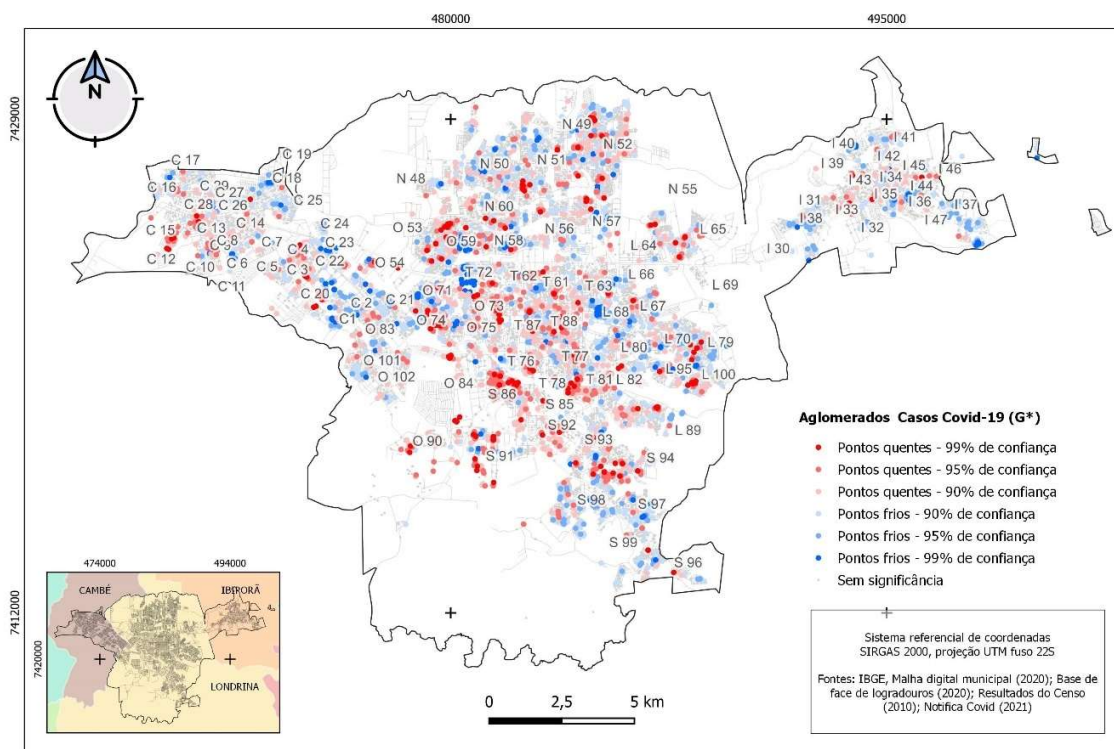 480000
495000
7429000
7412000
N
C 17
C 19
C 16
C 29
C 18
C 27
C 28
C 26
C 25
C 15
C 13
C 14
C 24
C 8
C 9
C 7
C 23
C 12
C 6
C 4
C 22
C 10
C 5
C 3
C 11
C 20
C 2
C 21
C1
N 49
N 50
N 51
N 52
N 48
N 55
N 60
N 57
N 56
N 58
O 53
O 59
O 54
L 64
L 65
T 72
T 62
T 61
T 63
L 66
L 69
O 71
O 73
L 67
L 68
O 74
O 75
T 87
T 88
O 83
L 70
L 79
L 80
O 101
T 76
T 77
O 102
L 95
L 100
O 84
S 86
T 78
T 81
L 82
S 85
S 92
S 93
L 89
O 90
S 91
S 94
S 98
S 97
S 99
S 96
I 40
I 41
I 42
I 39
I 45
I 46
I 43
I 34
I 44
I 31
I 35
I 36
I 33
I 37
I 38
I 47
I 32
I 30
Aglomerados Casos Covid-19 (G*)
Pontos quentes - 99% de confiança
Pontos quentes - 95% de confiança
Pontos quentes - 90% de confiança
Pontos frios - 90% de confiança
Pontos frios - 95% de confiança
Pontos frios - 99% de confiança
Sem significância
Sistema referencial de coordenadas
SIRGAS 2000, projeção UTM fuso 22S
Fontes: IBGE, Malha digital municipal (2020); Base de
face de logradouros (2020); Resultados do Censo
(2010); Notifica Covid (2021)
474000
494000
7420000
CAMBÉ
IBIPORÃ
LONDRINA
0
2,5
5 km